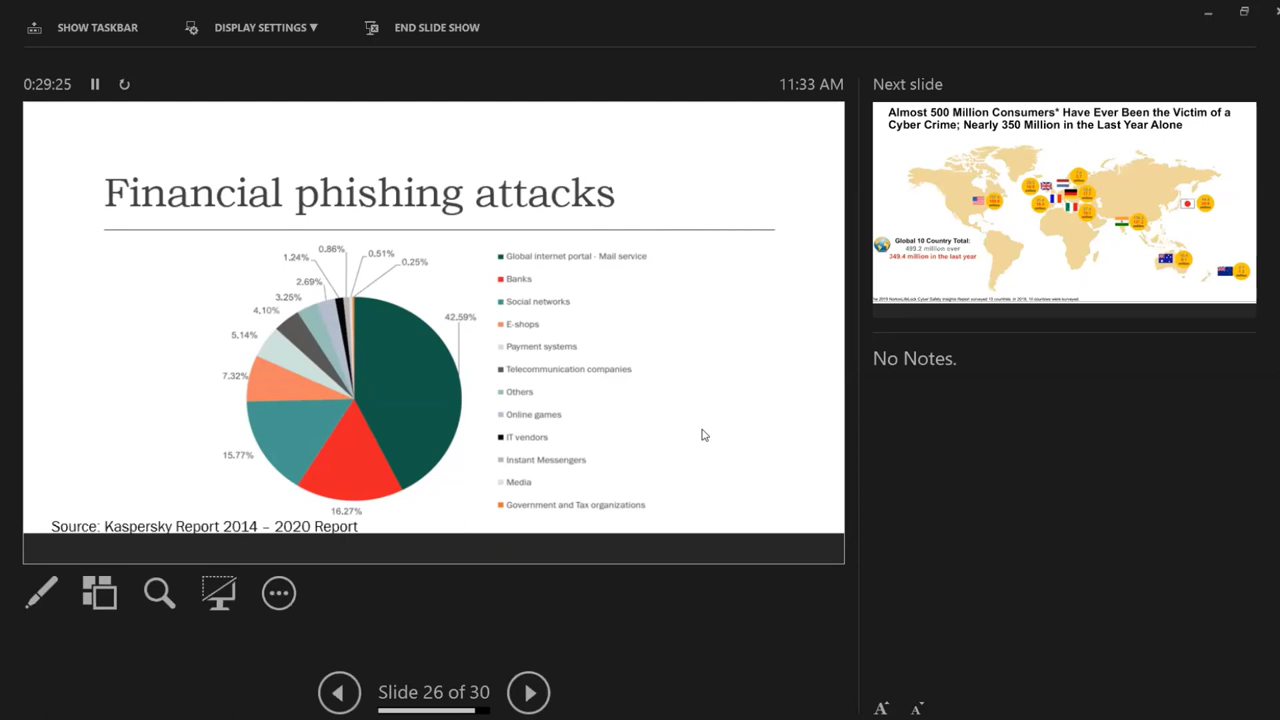 SHOW TASKBAR
DISPLAY SETTINGS ▼
END SLIDE SHOW
0:29:25
11:33 AM
Financial phishing attacks
0.86%
0.51%
1.24%
0.25%
2.69%
3.25%
4.10%
42.59%
5.14%
7.32%
15.77%
16.27%
Global internet portal - Mail service
Banks
Social networks
E-shops
Payment systems
Telecommunication companies
Others
Online games
IT vendors
Instant Messengers
Media
Government and Tax organizations
Source: Kaspersky Report 2014 – 2020 Report
Slide 26 of 30
Next slide
Almost 500 Million Consumers* Have Ever Been the Victim of a
Cyber Crime; Nearly 350 Million in the Last Year Alone
Global 10 Country Total:
489.2 million ever
349.4 million in the last year
No Notes.
A
A